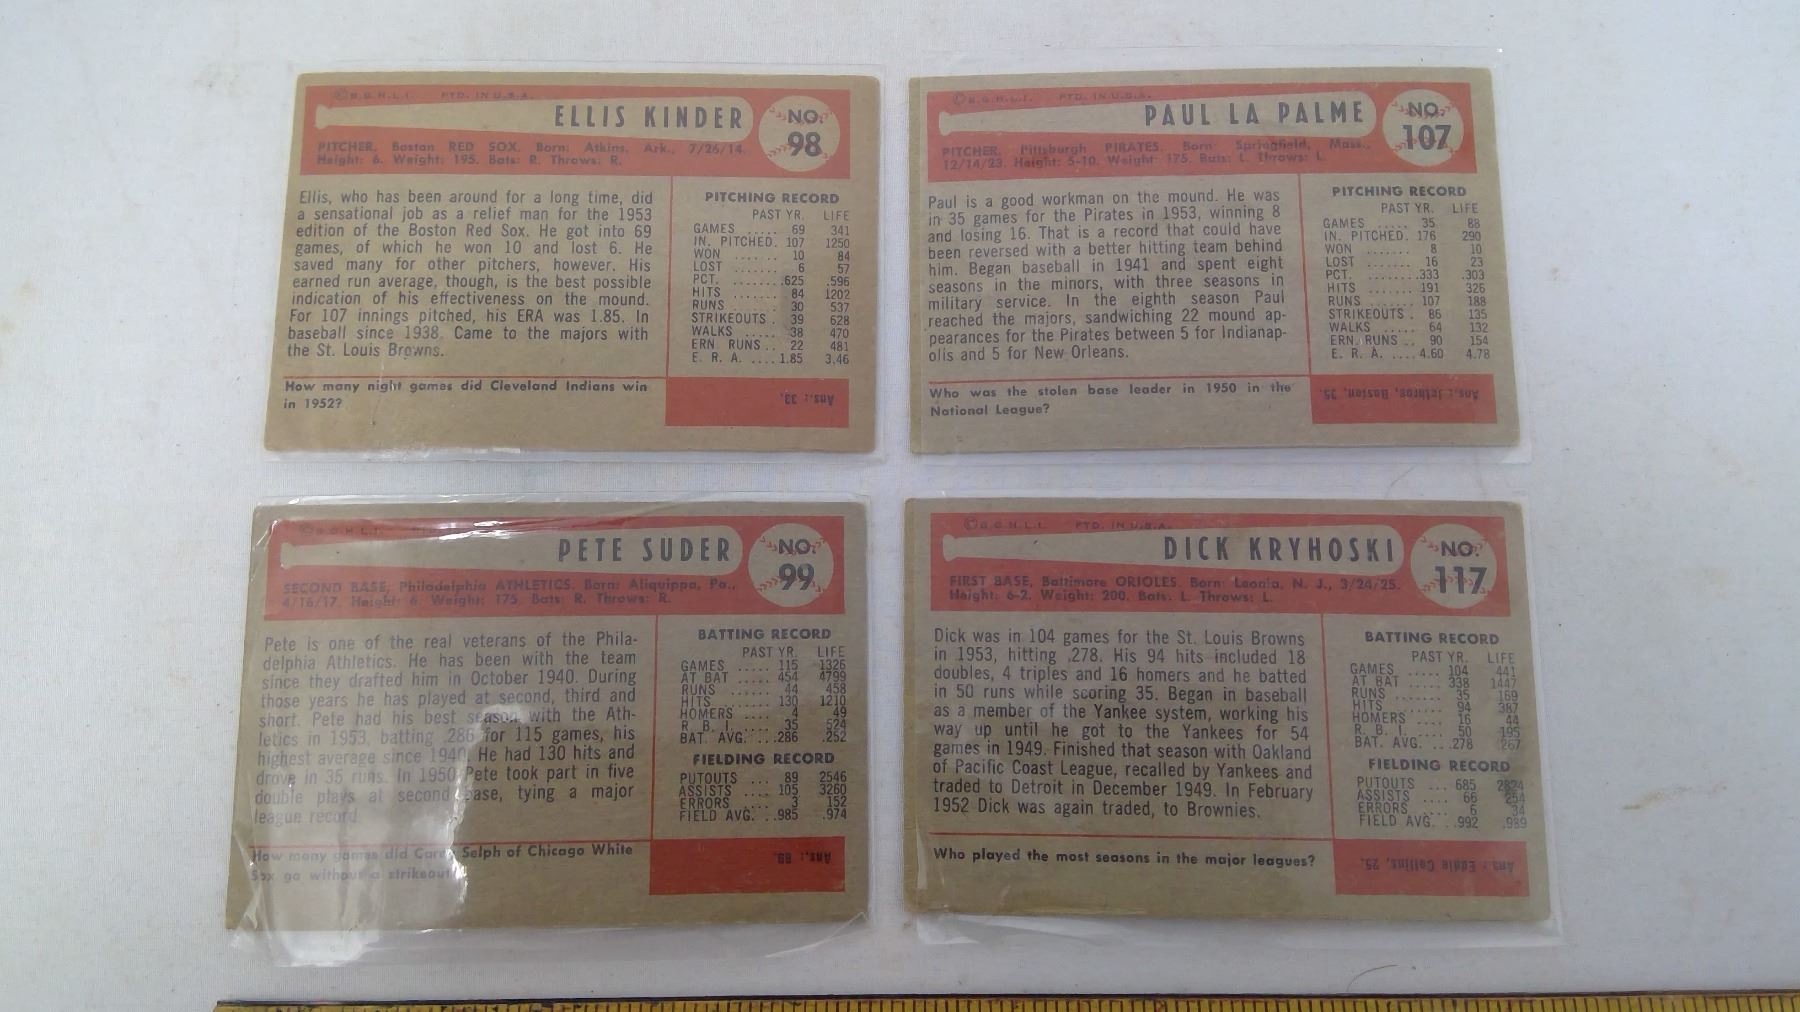 © B.G.H.L.I. PTD. IN U.S.A.
ELLIS KINDER
NO. 98
PITCHER, Boston RED SOX. Born: Atkins, Ark., 7/26/14.
Height: 6. Weight: 195. Bats: R. Throws: R.
Ellis, who has been around for a long time, did
a sensational job as a relief man for the 1953
edition of the Boston Red Sox. He got into 69
games, of which he won 10 and lost 6. He
saved many for other pitchers, however. His
earned run average, though, is the best possible
indication of his effectiveness on the mound.
For 107 innings pitched, his ERA was 1.85. In
baseball since 1938. Came to the majors with
the St. Louis Browns.
PITCHING RECORD
PAST YR. LIFE
GAMES ..... 69 341
IN. PITCHED. 107 1250
WON ....... 10 84
LOST ....... 6 57
PCT. .......625 .596
HITS ....... 84 1202
RUNS ...... 30 537
STRIKEOUTS . 39 628
WALKS ..... 38 470
ERN. RUNS .. 22 481
E. R. A. ....1.85 3.46
How many night games did Cleveland Indians win
in 1952?
Ans.: 33.
© B.G.H.L.I. PTD. IN U.S.A.
PAUL LA PALME
NO. 107
PITCHER, Pittsburgh PIRATES. Born: Springfield, Mass.,
12/14/23. Height: 5-10. Weight: 175. Bats: L. Throws: L.
Paul is a good workman on the mound. He was
in 35 games for the Pirates in 1953, winning 8
and losing 16. That is a record that could have
been reversed with a better hitting team behind
him. Began baseball in 1941 and spent eight
seasons in the minors, with three seasons in
military service. In the eighth season Paul
reached the majors, sandwiching 22 mound ap-
pearances for the Pirates between 5 for Indianap-
olis and 5 for New Orleans.
PITCHING RECORD
PAST YR. LIFE
GAMES ..... 35 88
IN. PITCHED. 176 290
WON ....... 8 10
LOST ....... 16 23
PCT. .......333 .303
HITS ....... 191 326
RUNS ...... 107 188
STRIKEOUTS . 86 135
WALKS ..... 64 132
ERN. RUNS .. 90 154
E. R. A. ....4.60 4.78
Who was the stolen base leader in 1950 in the
National League?
Ans.: Jethroe, Boston, 35.
© B.G.H.L.I.
PETE SUDER
NO. 99
SECOND BASE, Philadelphia ATHLETICS. Born: Aliquippa, Pa.,
4/16/17. Height: 6. Weight: 175. Bats: R. Throws: R.
Pete is one of the real veterans of the Phila-
delphia Athletics. He has been with the team
since they drafted him in October 1940. During
those years he has played at second, third and
short. Pete had his best season with the Ath-
letics in 1953, batting .286 for 115 games, his
highest average since 1940. He had 130 hits and
drove in 35 runs. In 1950 Pete took part in five
double plays at second base, tying a major
league record.
BATTING RECORD
PAST YR. LIFE
GAMES ..... 115 1326
AT BAT ..... 454 4799
RUNS ...... 44 458
HITS ....... 130 1210
HOMERS .... 4 49
R. B. I. ..... 35 524
BAT. AVG. ...286 .252
FIELDING RECORD
PUTOUTS ... 89 2546
ASSISTS .... 105 3260
ERRORS .... 3 152
FIELD AVG. ..985 .974
How many games did Carey Selph of Chicago White
Sox go without a strikeout
Ans.: 89.
© B.G.H.L.I. PTD. IN U.S.A.
DICK KRYHOSKI
NO. 117
FIRST BASE, Baltimore ORIOLES. Born: Leonia, N. J., 3/24/25.
Height: 6-2. Weight: 200. Bats: L. Throws: L.
Dick was in 104 games for the St. Louis Browns
in 1953, hitting .278. His 94 hits included 18
doubles, 4 triples and 16 homers and he batted
in 50 runs while scoring 35. Began in baseball
as a member of the Yankee system, working his
way up until he got to the Yankees for 54
games in 1949. Finished that season with Oakland
of Pacific Coast League, recalled by Yankees and
traded to Detroit in December 1949. In February
1952 Dick was again traded, to Brownies.
BATTING RECORD
PAST YR. LIFE
GAMES ..... 104 441
AT BAT ..... 338 1447
RUNS ...... 35 169
HITS ....... 94 387
HOMERS .... 16 44
R. B. I. ..... 50 195
BAT. AVG. ...278 .267
FIELDING RECORD
PUTOUTS ... 685 2824
ASSISTS .... 66 254
ERRORS .... 6 34
FIELD AVG. ..992 .989
Who played the most seasons in the major leagues?
Ans.: Eddie Collins, 25.